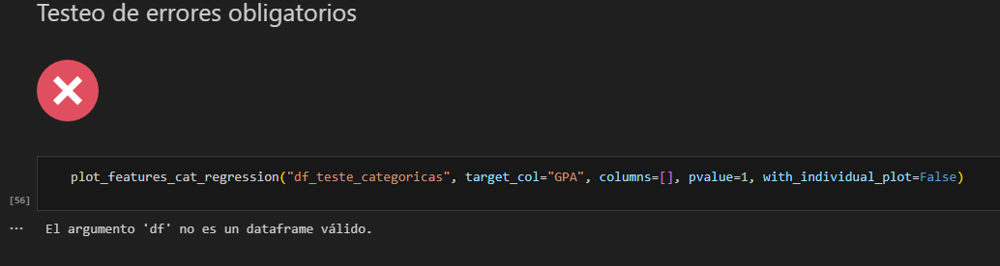 Testeo de errores obligatorios
plot_features_cat_regression("df_teste_categoricas", target_col="GPA", columns=[], pvalue=1, with_individual_plot=False)
[56]
... El argumento 'df' no es un dataframe válido.